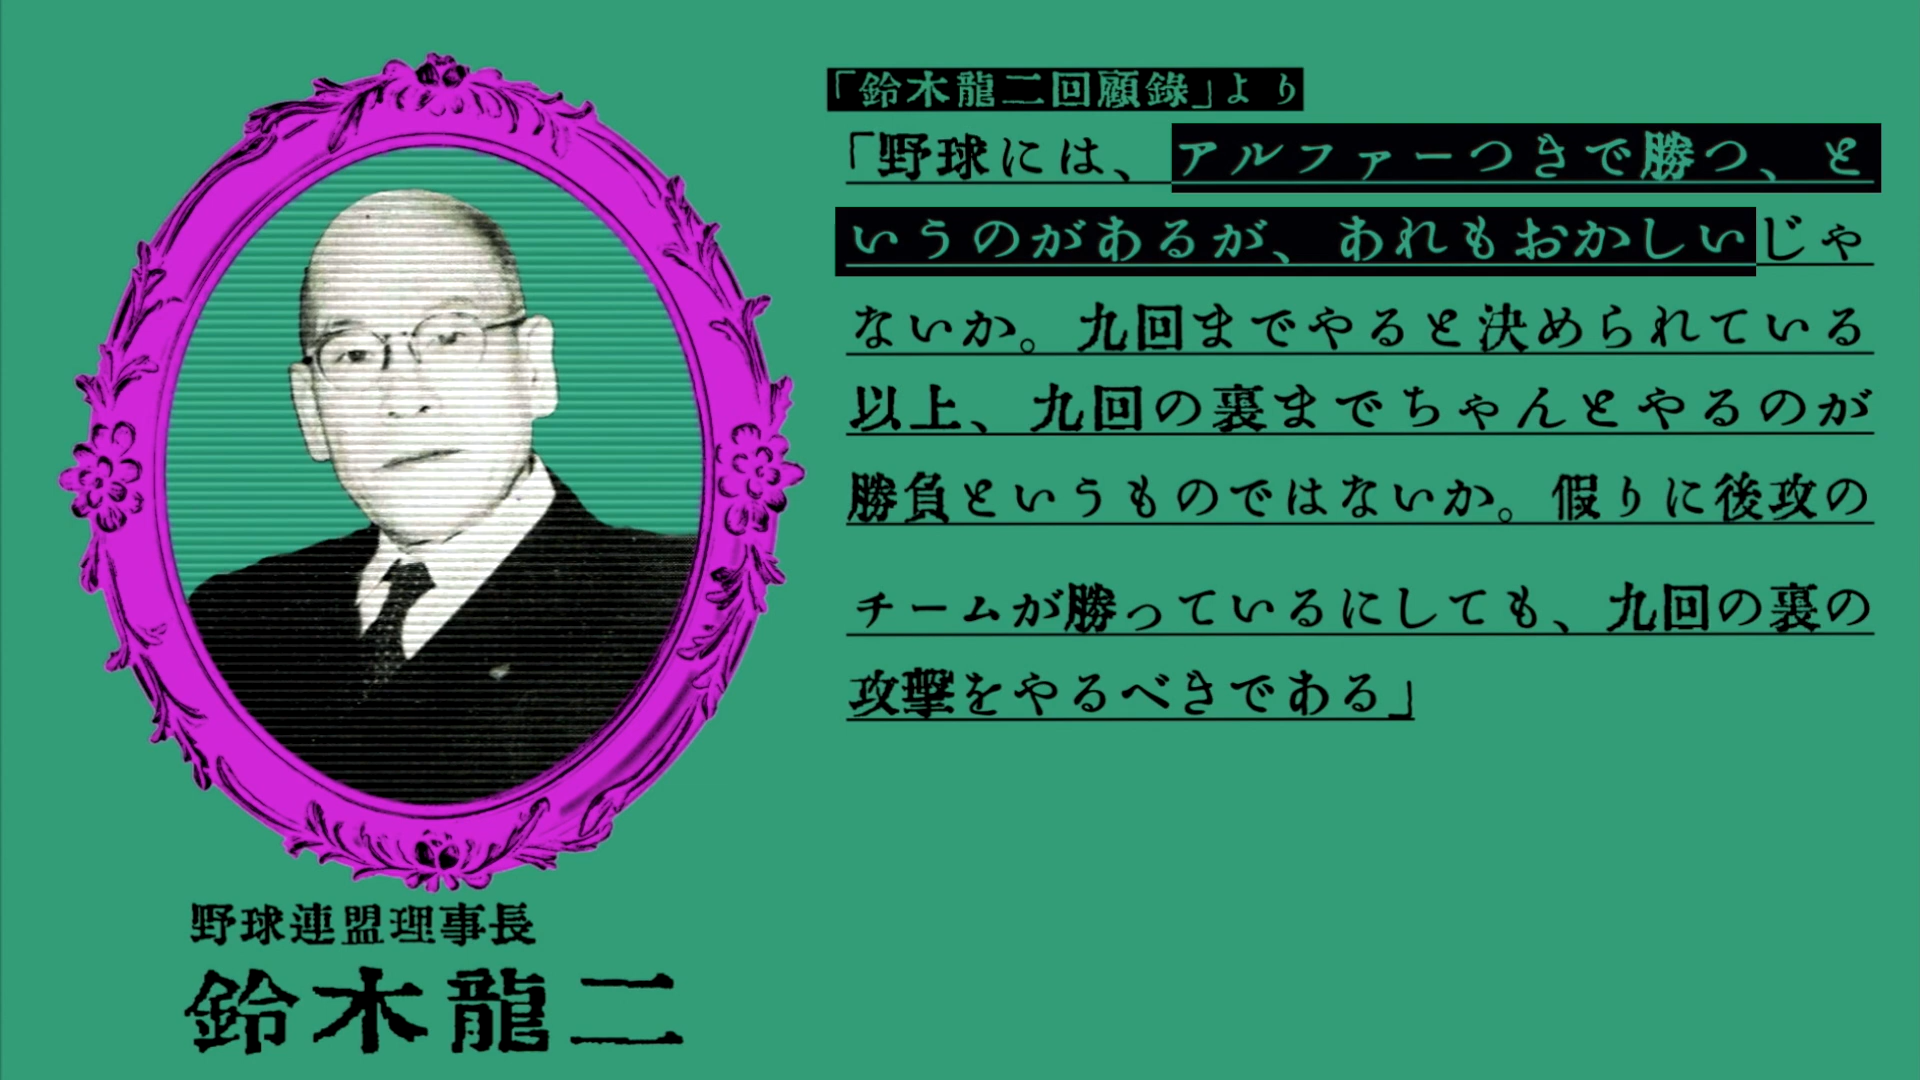 「鈴木龍二回顧錄」より
「野球には、アルファーつきで勝つ、と
いうのがあるが、あれもおかしいじゃ
ないか。九回までやると決められている
以上、九回の裏までちゃんとやるのが
勝負というものではないか。假りに後攻の
チームが勝っているにしても、九回の裏の
攻擊をやるべきである」
野球連盟理事長
鈴木龍二